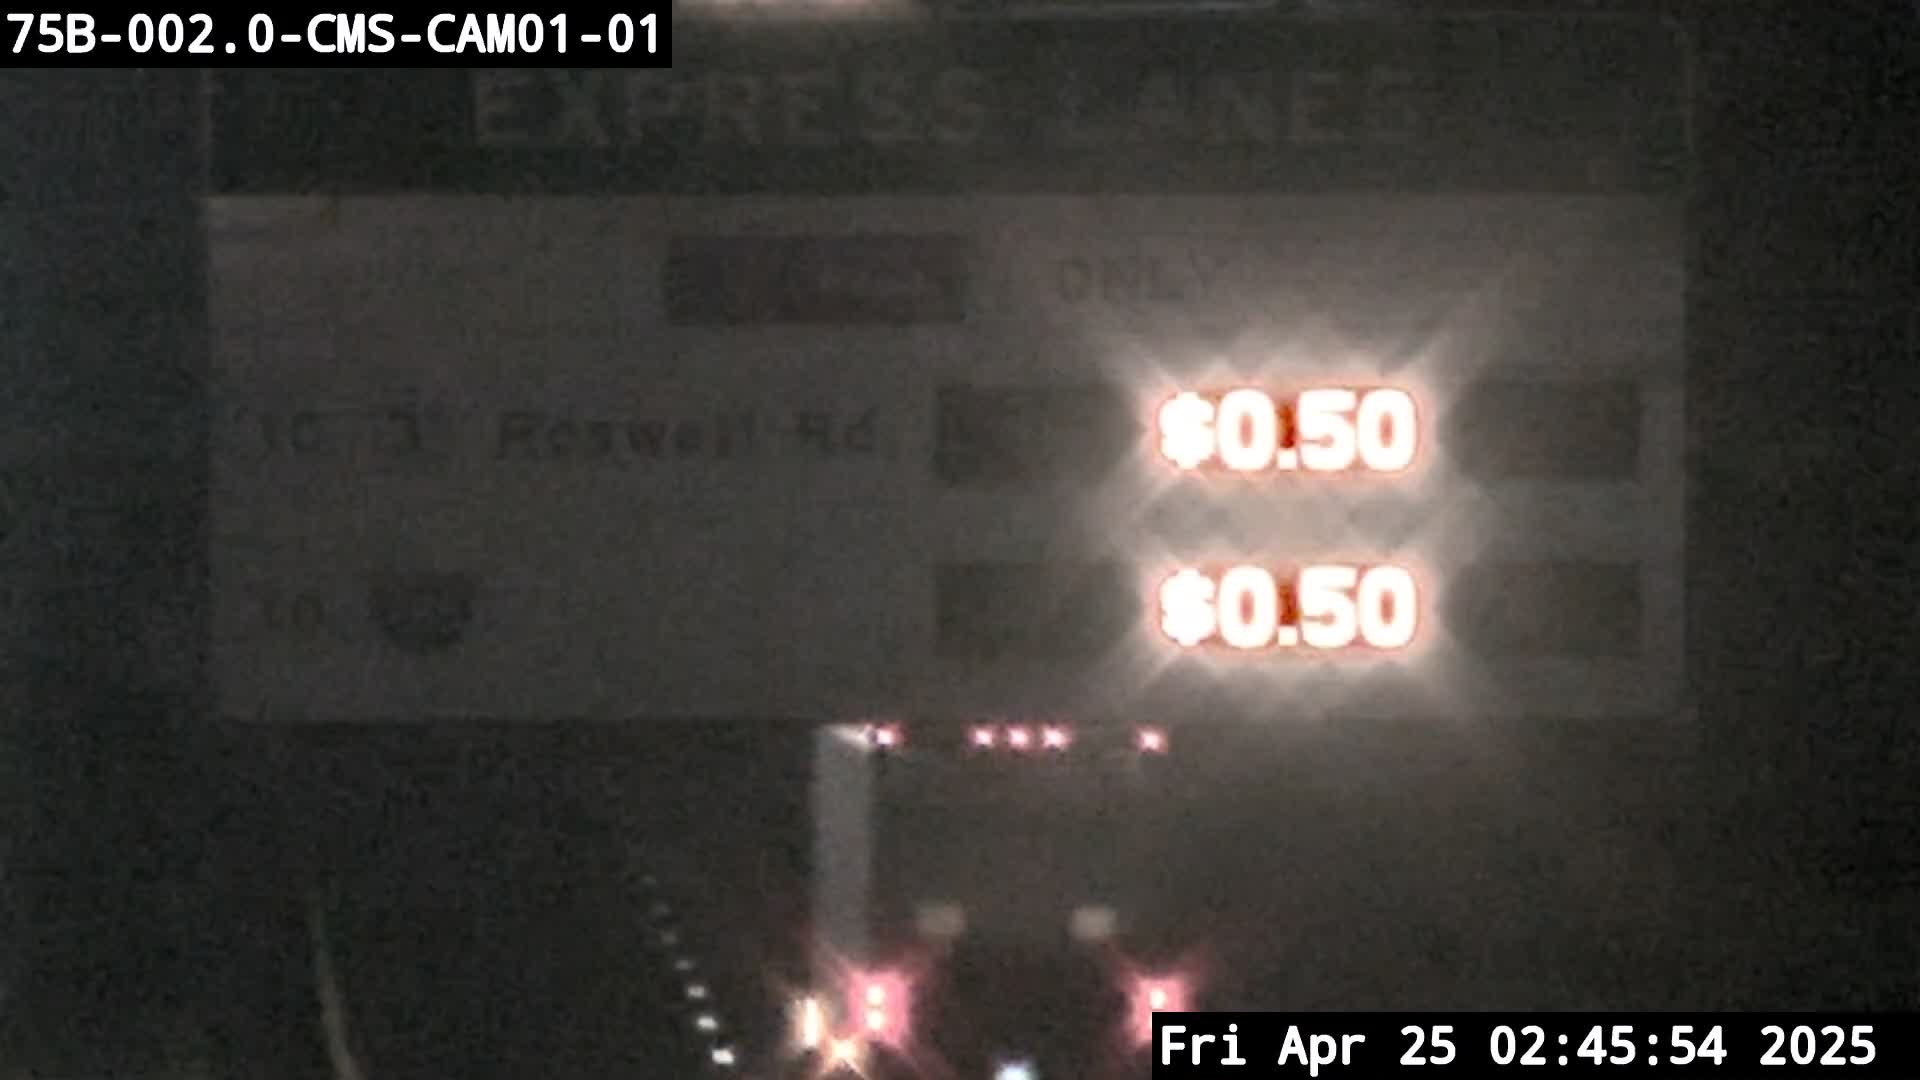 75B-002.0-CMS-CAM01-01
EXPRESS LANES
ONLY
Roswell Rd $0.50
$0.50
Fri Apr 25 02:45:54 2025